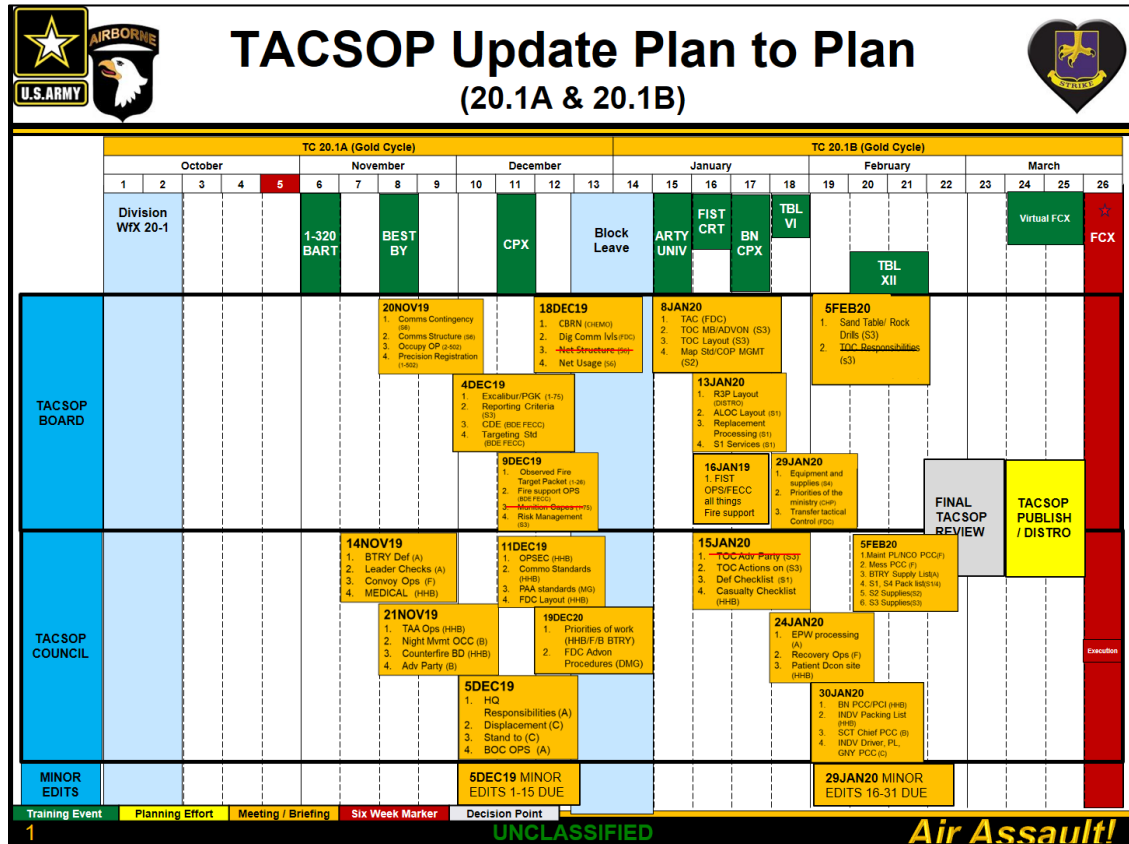 AIRBORNE
U.S.ARMY
TACSOP Update Plan to Plan
(20.1A & 20.1B)
STRIKE
TC 20.1A (Gold Cycle)
TC 20.1B (Gold Cycle)
October
November
December
January
February
March
1 2 3 4 5 6 7 8 9 10 11 12 13 14 15 16 17 18 19 20 21 22 23 24 25 26
Division
WfX 20-1
1-320
BART
BEST
BY
CPX
Block
Leave
ARTY
UNIV
FIST
CRT
BN
CPX
TBL
VI
TBL
XII
Virtual FCX
FCX
TACSOP
BOARD
20NOV19
1. Comms Contingency
(S6)
2. Comms Structure (S6)
3. Occupy OP (2-502)
4. Precision Registration
(1-502)
18DEC19
1. CBRN (CHEMO)
2. Dig Comm lvls(FDC)
3. Net Structure (S6)
4. Net Usage (S6)
8JAN20
1. TAC (FDC)
2. TOC MB/ADVON (S3)
3. TOC Layout (S3)
4. Map Std/COP MGMT
(S2)
5FEB20
1. Sand Table/ Rock
Drills (S3)
2. TOC Responsibilities
(s3)
4DEC19
1. Excalibur/PGK (1-75)
2. Reporting Criteria
(S3)
3. CDE (BDE FECC)
4. Targeting Std
(BDE FECC)
13JAN20
1. R3P Layout
(DISTRO)
2. ALOC Layout (S1)
3. Replacement
Processing (S1)
4. S1 Services (S1)
9DEC19
1. Observed Fire
Target Packet (1-26)
2. Fire support OPS
(BDE FECC)
3. Munition Capes (1-75)
4. Risk Management
(S3)
16JAN19
1. FIST
OPS/FECC
all things
Fire support
29JAN20
1. Equipment and
supplies (S4)
2. Priorities of the
ministry (CHP)
3. Transfer tactical
Control (FDC)
FINAL
TACSOP
REVIEW
TACSOP
PUBLISH
/ DISTRO
TACSOP
COUNCIL
14NOV19
1. BTRY Def (A)
2. Leader Checks (A)
3. Convoy Ops (F)
4. MEDICAL (HHB)
11DEC19
1. OPSEC (HHB)
2. Commo Standards
(HHB)
3. PAA standards (MG)
4. FDC Layout (HHB)
15JAN20
1. TOC Adv Party (S3)
2. TOC Actions on (S3)
3. Def Checklist (S1)
4. Casualty Checklist
(HHB)
5FEB20
1.Maint PL/NCO PCC(F)
2. Mess PCC (F)
3. BTRY Supply List(A)
4. S1, S4 Pack list(S1/4)
5. S2 Supplies(S2)
6. S3 Supplies(S3)
21NOV19
1. TAA Ops (HHB)
2. Night Mvmt OCC (B)
3. Counterfire BD (HHB)
4. Adv Party (B)
19DEC20
1. Priorities of work
(HHB/F/B BTRY)
2. FDC Advon
Procedures (DMG)
24JAN20
1. EPW processing
(A)
2. Recovery Ops (F)
3. Patient Dcon site
(HHB)
Execution
5DEC19
1. HQ
Responsibilities (A)
2. Displacement (C)
3. Stand to (C)
4. BOC OPS (A)
30JAN20
1. BN PCC/PCI (HHB)
2. INDV Packing List
(HHB)
3. SCT Chief PCC (B)
4. INDV Driver, PL,
GNY PCC (C)
MINOR
EDITS
5DEC19 MINOR
EDITS 1-15 DUE
29JAN20 MINOR
EDITS 16-31 DUE
Training Event
Planning Effort
Meeting / Briefing
Six Week Marker
Decision Point
1
UNCLASSIFIED
Air Assault!